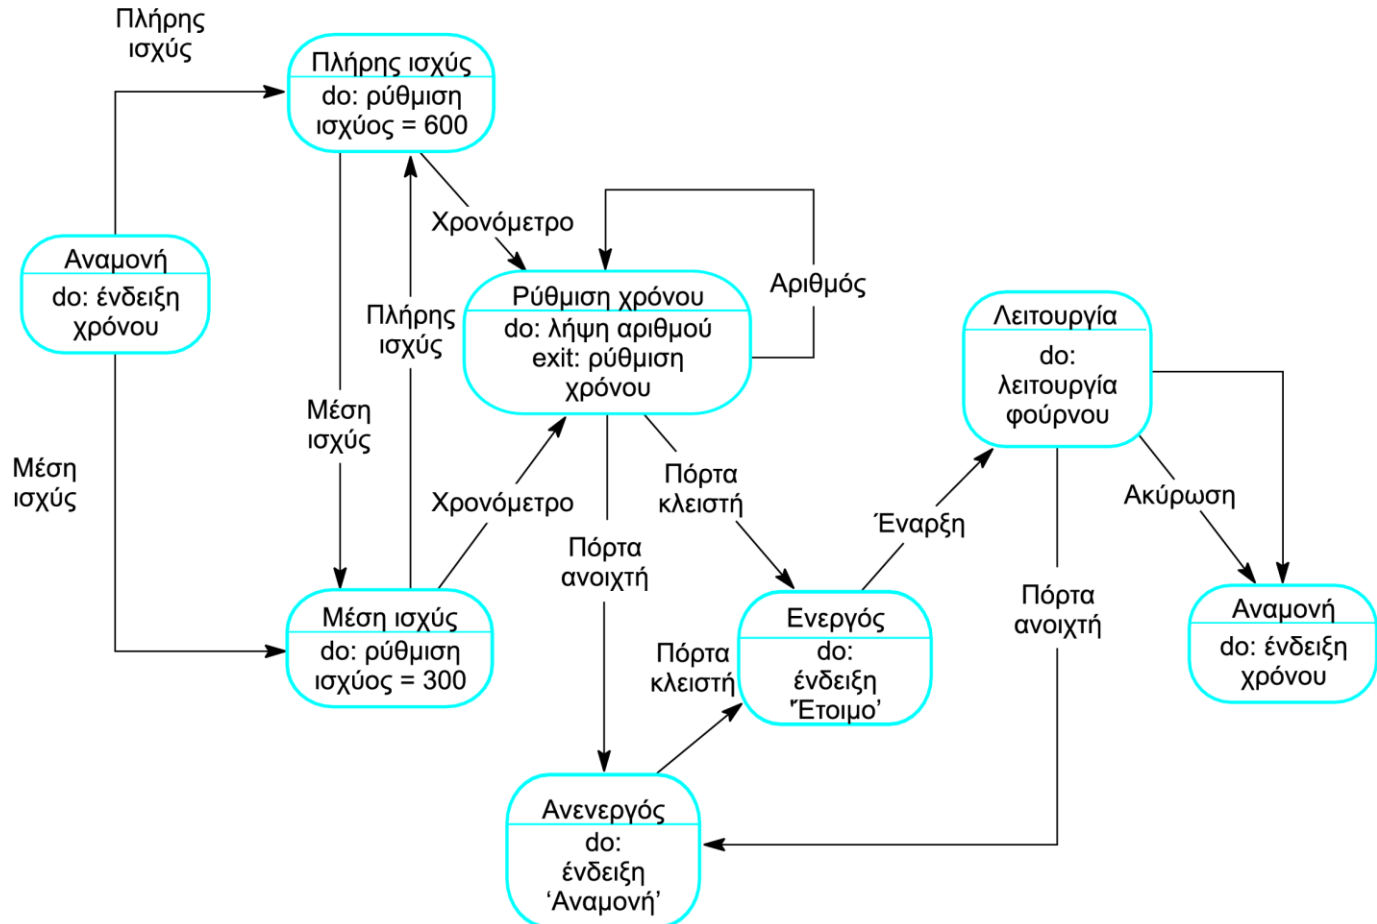 Πλήρης
ισχύς
Πλήρης ισχύς
do: ρύθμιση
ισχύος = 600
Χρονόμετρο
Αναμονή
do: ένδειξη
χρόνου
Πλήρης
ισχύς
Ρύθμιση χρόνου
do: λήψη αριθμού
exit: ρύθμιση
χρόνου
Αριθμός
Λειτουργία
do:
λειτουργία
φούρνου
Μέση
ισχύς
Μέση
ισχύς
Χρονόμετρο
Πόρτα
κλειστή
Πόρτα
ανοιχτή
Έναρξη
Ακύρωση
Πόρτα
ανοιχτή
Μέση ισχύς
do: ρύθμιση
ισχύος = 300
Πόρτα
κλειστή
Ενεργός
do:
ένδειξη
'Έτοιμο’
Αναμονή
do: ένδειξη
χρόνου
Ανενεργός
do:
ένδειξη
‘Αναμονή’